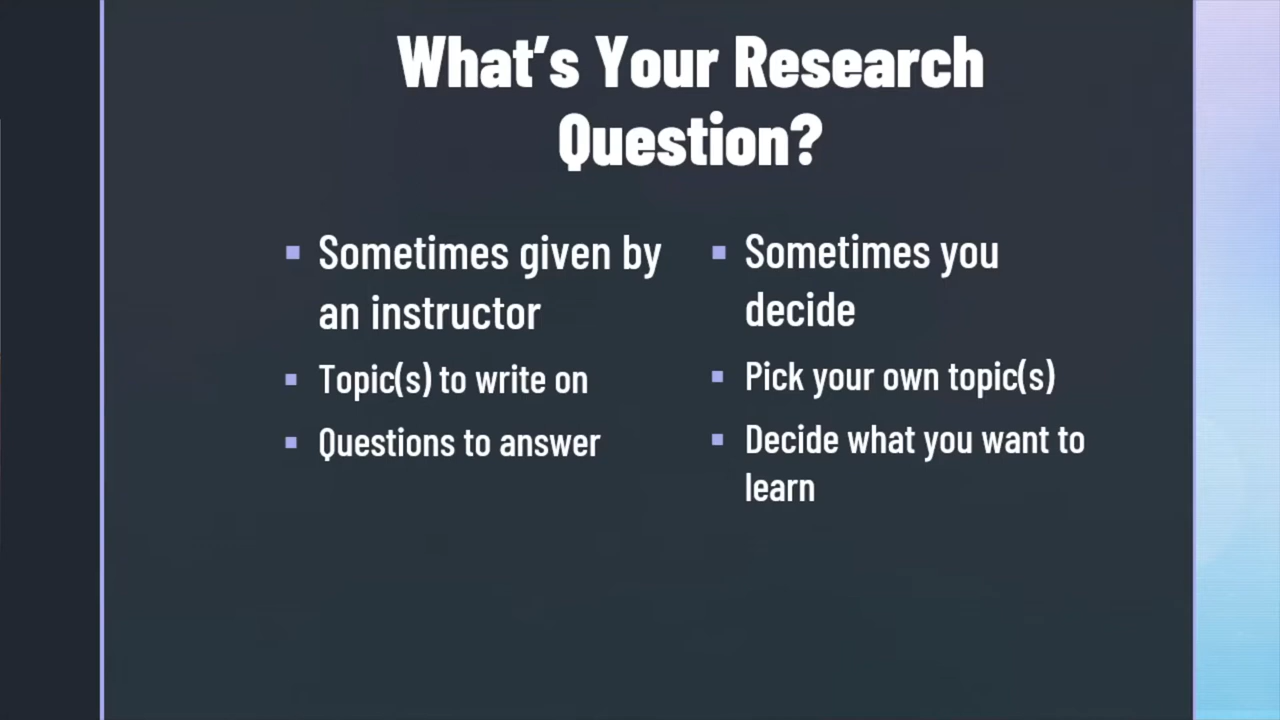 What’s Your Research
Question?
Sometimes given by
an instructor
Topic(s) to write on
Questions to answer
Sometimes you
decide
Pick your own topic(s)
Decide what you want to
learn